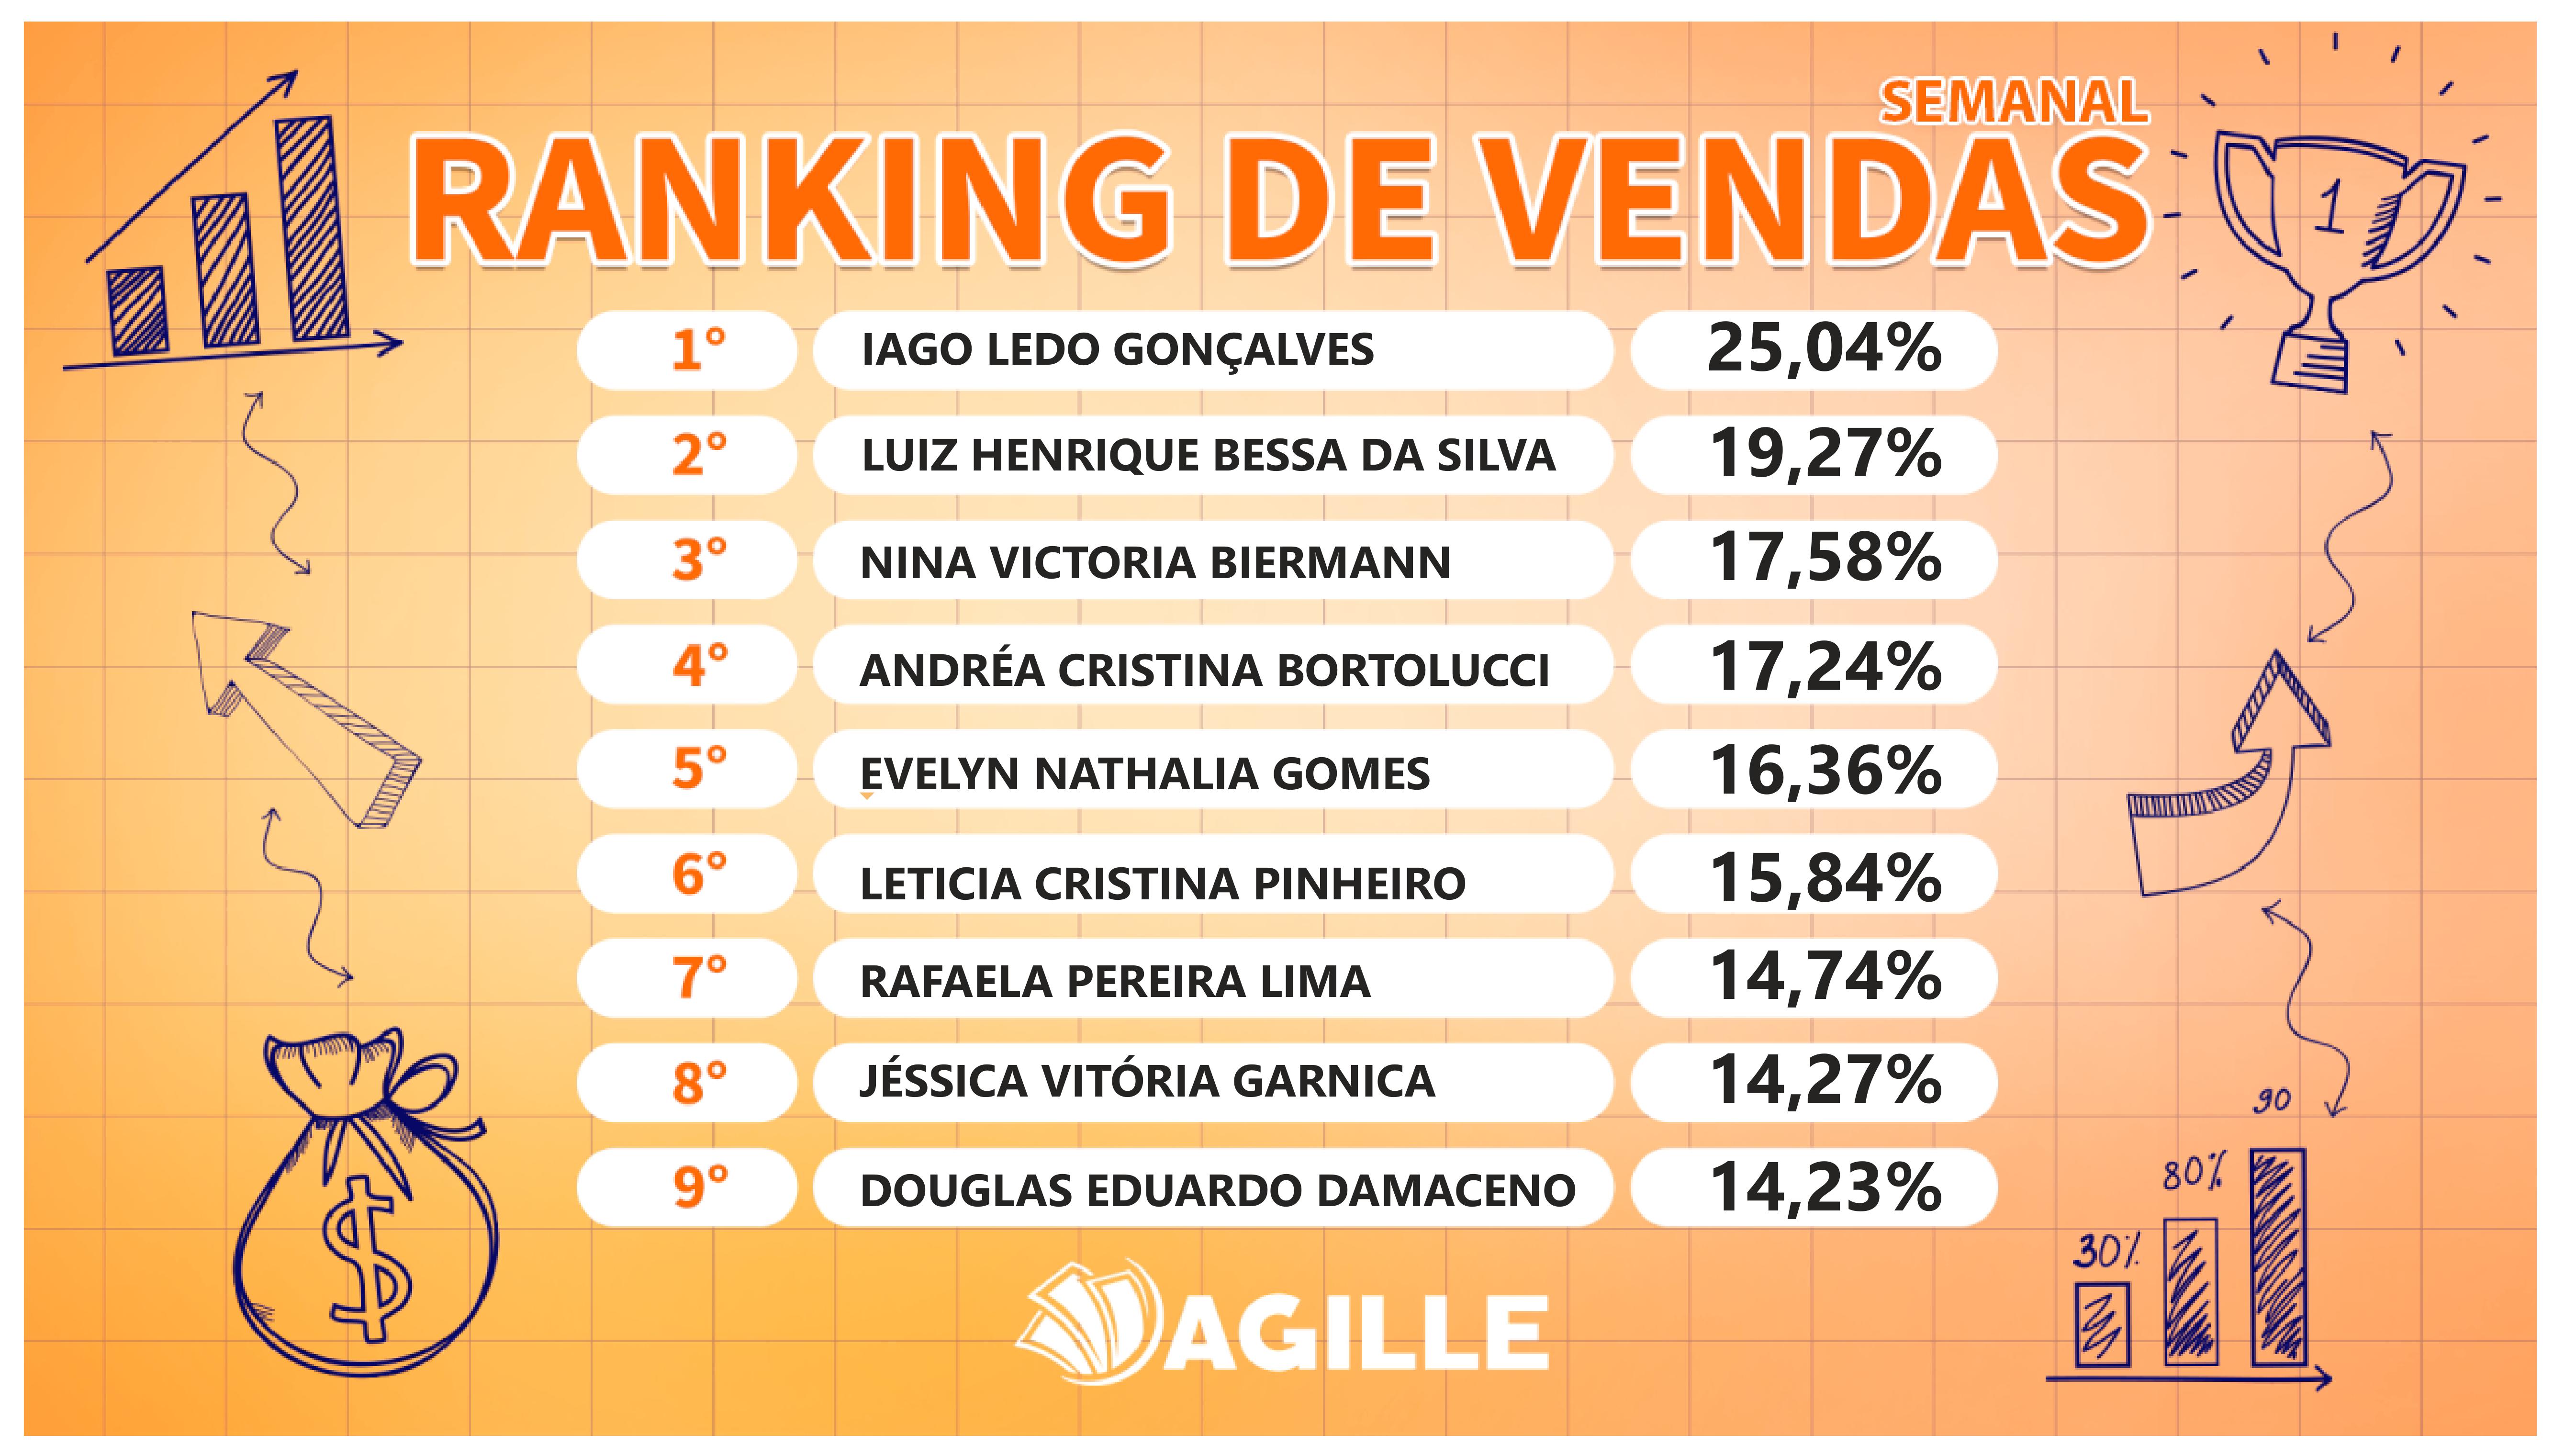 SEMANAL
RANKING DE VENDAS
1
1° IAGO LEDO GONÇALVES 25,04%
2° LUIZ HENRIQUE BESSA DA SILVA 19,27%
3° NINA VICTORIA BIERMANN 17,58%
4° ANDRÉA CRISTINA BORTOLUCCI 17,24%
5° EVELYN NATHALIA GOMES 16,36%
6° LETICIA CRISTINA PINHEIRO 15,84%
7° RAFAELA PEREIRA LIMA 14,74%
8° JÉSSICA VITÓRIA GARNICA 14,27%
9° DOUGLAS EDUARDO DAMACENO 14,23%
90
80%
30%
$
AGILLE